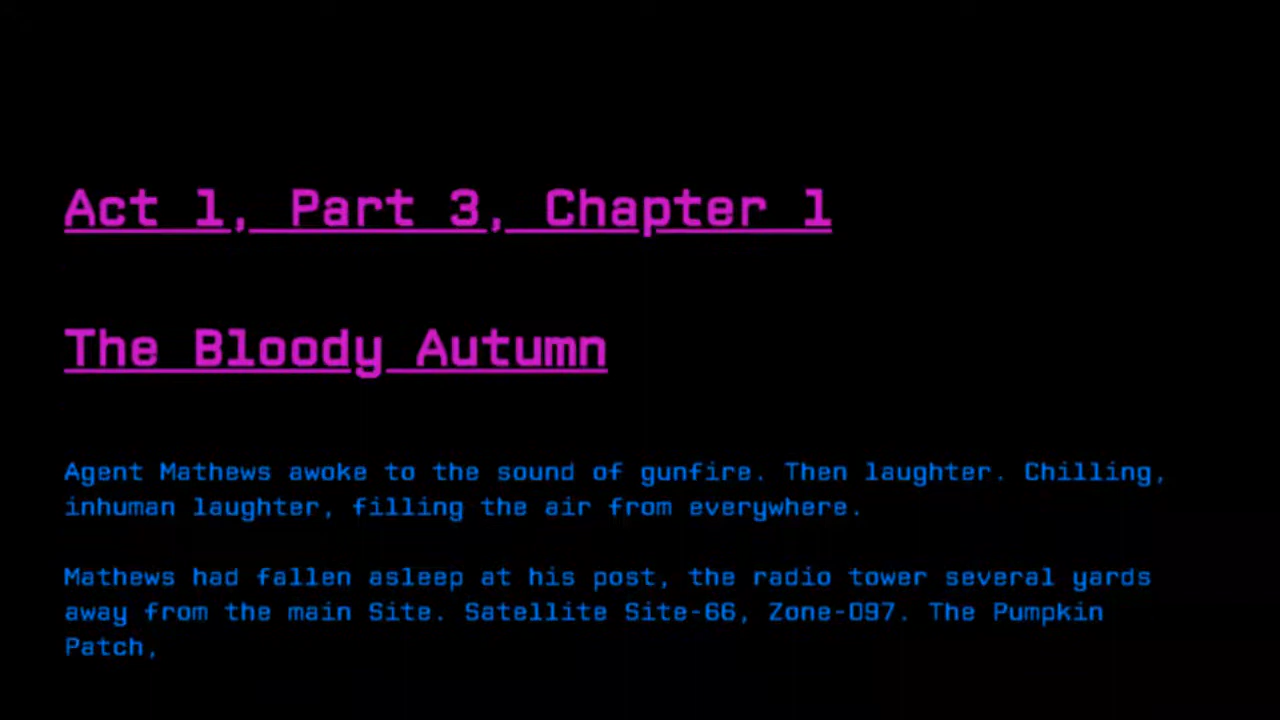 Act 1, Part 3, Chapter 1
The Bloody Autumn
Agent Mathews awoke to the sound of gunfire. Then laughter. Chilling,
inhuman laughter, filling the air from everywhere.
Mathews had fallen asleep at his post, the radio tower several yards
away from the main Site. Satellite Site-66, Zone-097. The Pumpkin
Patch,